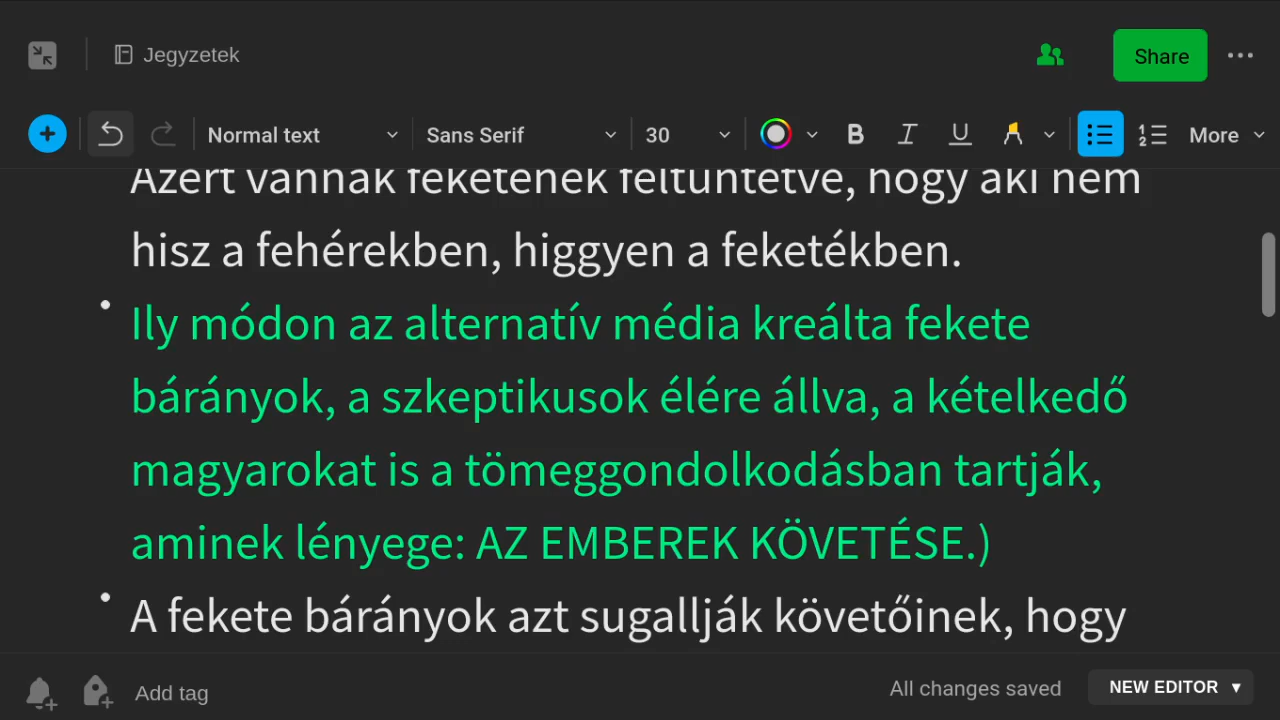 Jegyzetek
Share
Normal text
Sans Serif
30
B
I
U
More
Azért vannak feketének feltüntetve, hogy aki nem
hisz a fehérekben, higgyen a feketékben.
Ily módon az alternatív média kreálta fekete
bárányok, a szkeptikusok élére állva, a kételkedő
magyarokat is a tömeggondolkodásban tartják,
aminek lényege: AZ EMBEREK KÖVETÉSE.)
A fekete bárányok azt sugallják követőinek, hogy
Add tag
All changes saved
NEW EDITOR